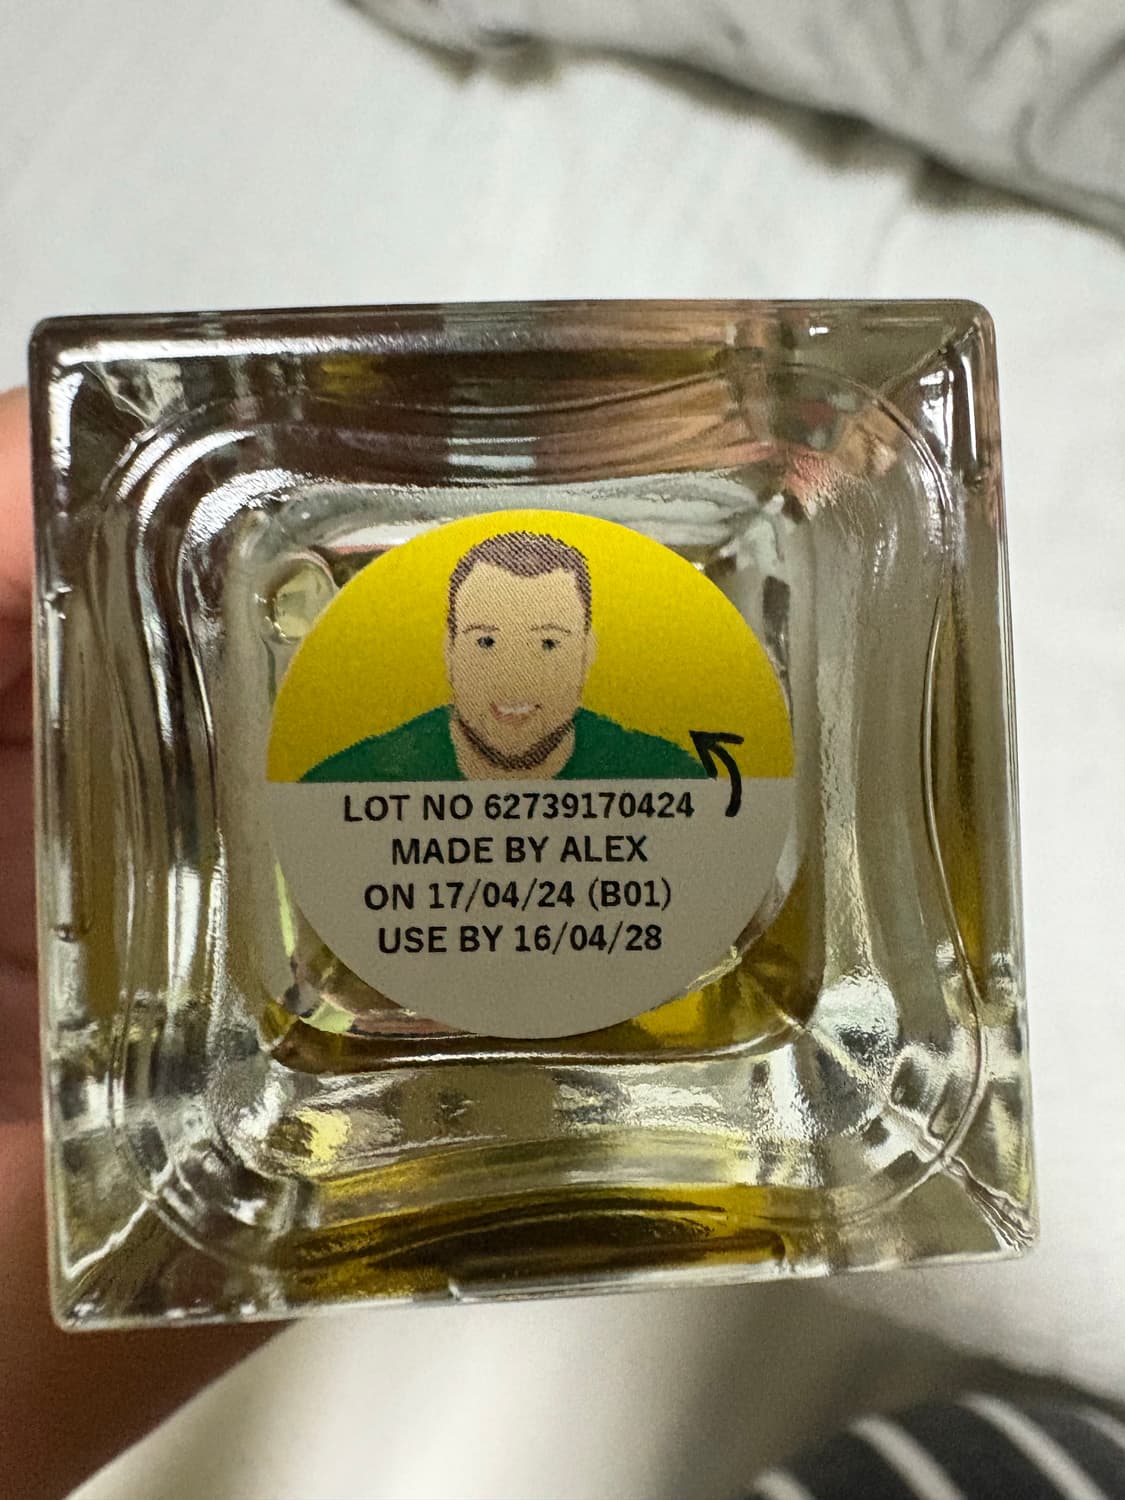 LOT NO 62739170424
MADE BY ALEX
ON 17/04/24 (B01)
USE BY 16/04/28